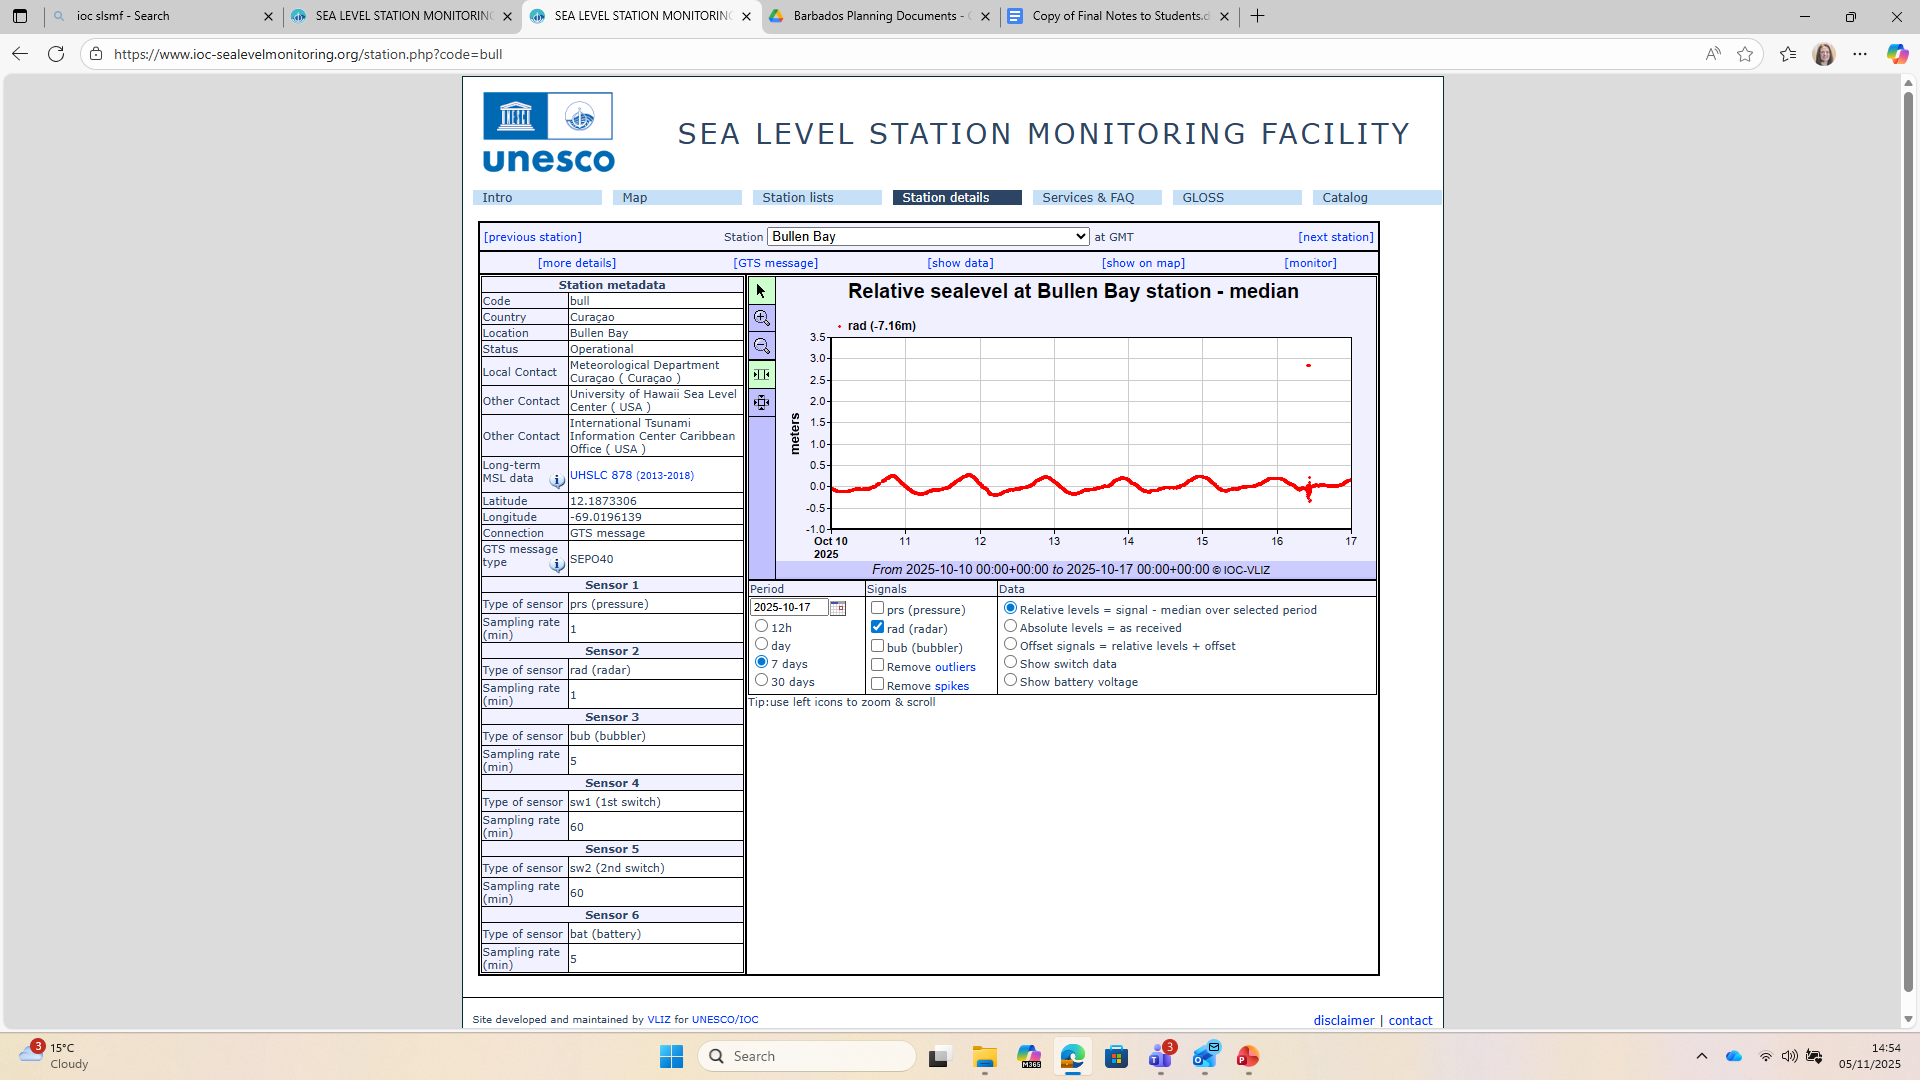 ioc slsmf - Search
SEA LEVEL STATION MONITORING
SEA LEVEL STATION MONITORING
Barbados Planning Documents -
Copy of Final Notes to Students.d
https://www.ioc-sealevelmonitoring.org/station.php?code=bull
unesco
SEA LEVEL STATION MONITORING FACILITY
Intro Map Station lists Station details Services & FAQ GLOSS Catalog
[previous station] Station Bullen Bay at GMT [next station]
[more details] [GTS message] [show data] [show on map] [monitor]
Station metadata
Code bull
Country Curaçao
Location Bullen Bay
Status Operational
Local Contact Meteorological Department
Curaçao ( Curaçao )
Other Contact University of Hawaii Sea Level
Center ( USA )
Other Contact International Tsunami
Information Center Caribbean
Office ( USA )
Long-term
MSL data i UHSLC 878 (2013-2018)
Latitude 12.1873306
Longitude -69.0196139
Connection GTS message
GTS message
type i SEPO40
Sensor 1
Type of sensor prs (pressure)
Sampling rate
(min) 1
Sensor 2
Type of sensor rad (radar)
Sampling rate
(min) 1
Sensor 3
Type of sensor bub (bubbler)
Sampling rate
(min) 5
Sensor 4
Type of sensor sw1 (1st switch)
Sampling rate
(min) 60
Sensor 5
Type of sensor sw2 (2nd switch)
Sampling rate
(min) 60
Sensor 6
Type of sensor bat (battery)
Sampling rate
(min) 5
Relative sealevel at Bullen Bay station - median
rad (-7.16m)
meters
3.5
3.0
2.5
2.0
1.5
1.0
0.5
0.0
-0.5
-1.0
Oct 10 11 12 13 14 15 16 17
2025
From 2025-10-10 00:00+00:00 to 2025-10-17 00:00+00:00 © IOC-VLIZ
Period Signals Data
2025-10-17
12h
day
7 days
30 days
prs (pressure)
rad (radar)
bub (bubbler)
Remove outliers
Remove spikes
Relative levels = signal - median over selected period
Absolute levels = as received
Offset signals = relative levels + offset
Show switch data
Show battery voltage
Tip:use left icons to zoom & scroll
Site developed and maintained by VLIZ for UNESCO/IOC
disclaimer | contact
3
15°C
Cloudy
Search
M365
3
14:54
05/11/2025